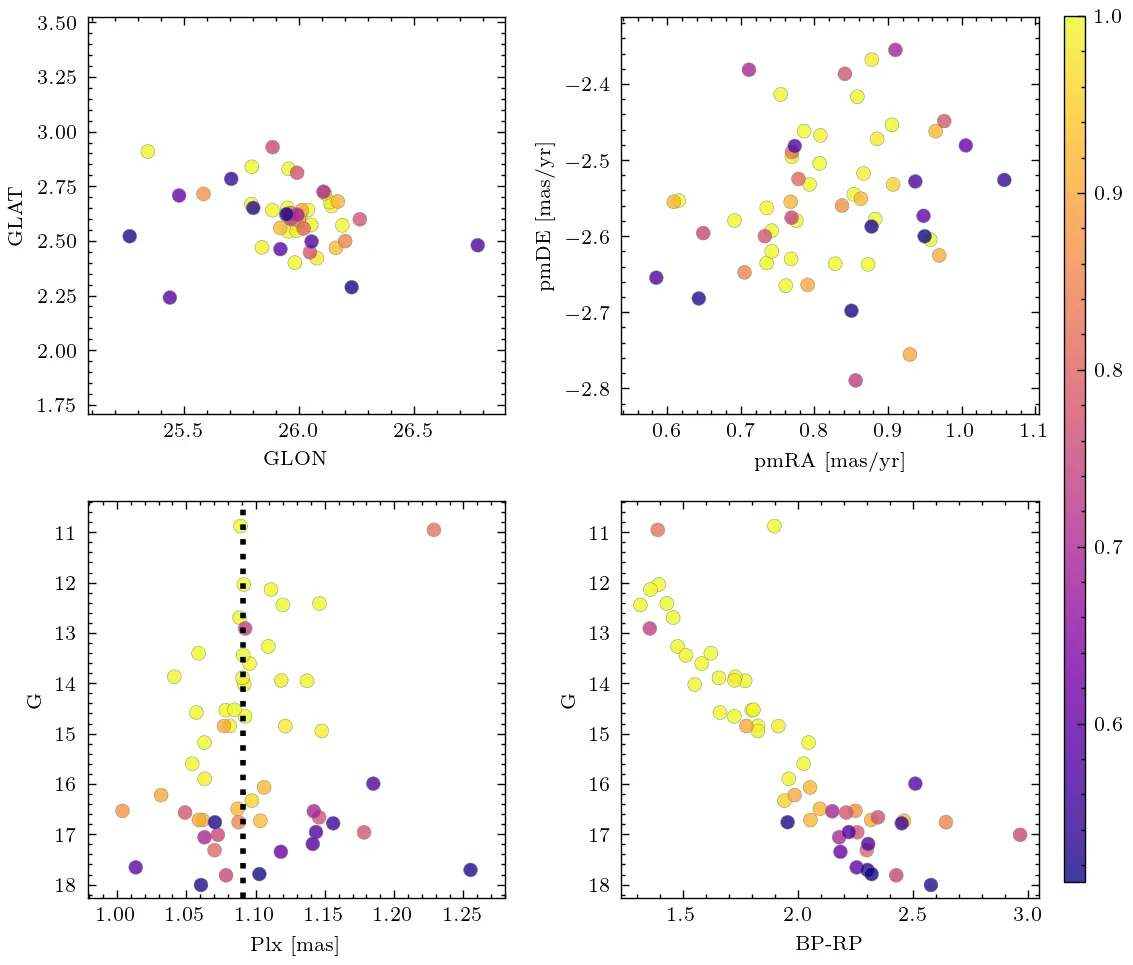 3.50
3.25
3.00
2.75
2.50
2.25
2.00
1.75
GLAT
25.5 26.0 26.5
GLON
−2.4
−2.5
−2.6
−2.7
−2.8
pmDE [mas/yr]
0.6 0.7 0.8 0.9 1.0 1.1
pmRA [mas/yr]
1.0
0.9
0.8
0.7
0.6
11
12
13
14
15
16
17
18
G
1.00 1.05 1.10 1.15 1.20 1.25
Plx [mas]
11
12
13
14
15
16
17
18
G
1.5 2.0 2.5 3.0
BP-RP